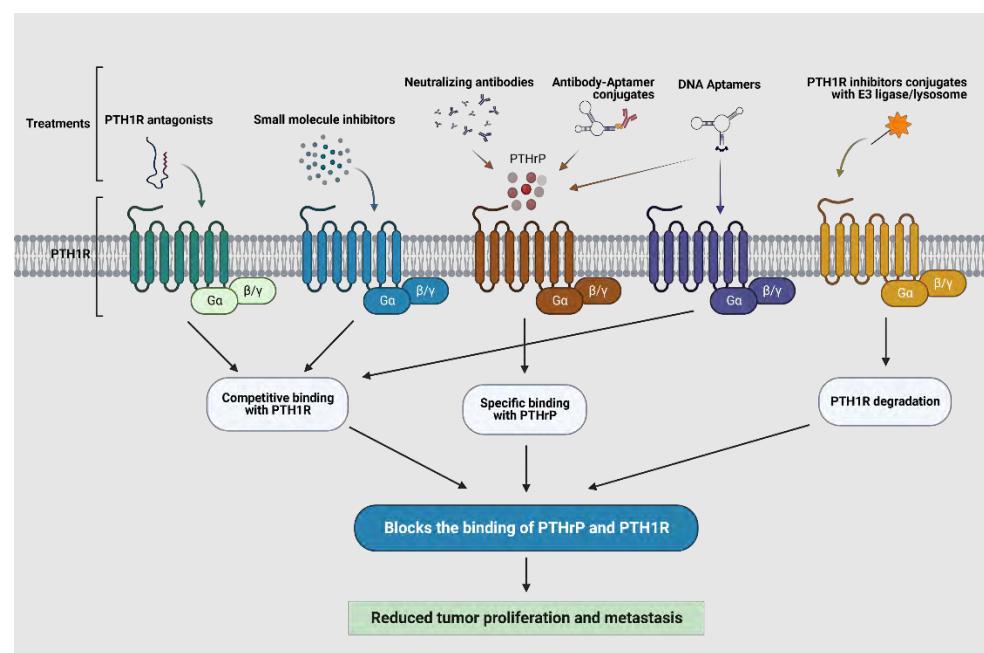 Neutralizing antibodies
Antibody-Aptamer
conjugates
DNA Aptamers
PTH1R inhibitors conjugates
with E3 ligase/lysosome
Treatments
PTH1R antagonists
Small molecule inhibitors
PTHrP
PTH1R
Gα
β/γ
Gα
β/γ
Gα
β/γ
Gα
β/γ
Gα
β/γ
Competitive binding
with PTH1R
Specific binding
with PTHrP
PTH1R degradation
Blocks the binding of PTHrP and PTH1R
Reduced tumor proliferation and metastasis